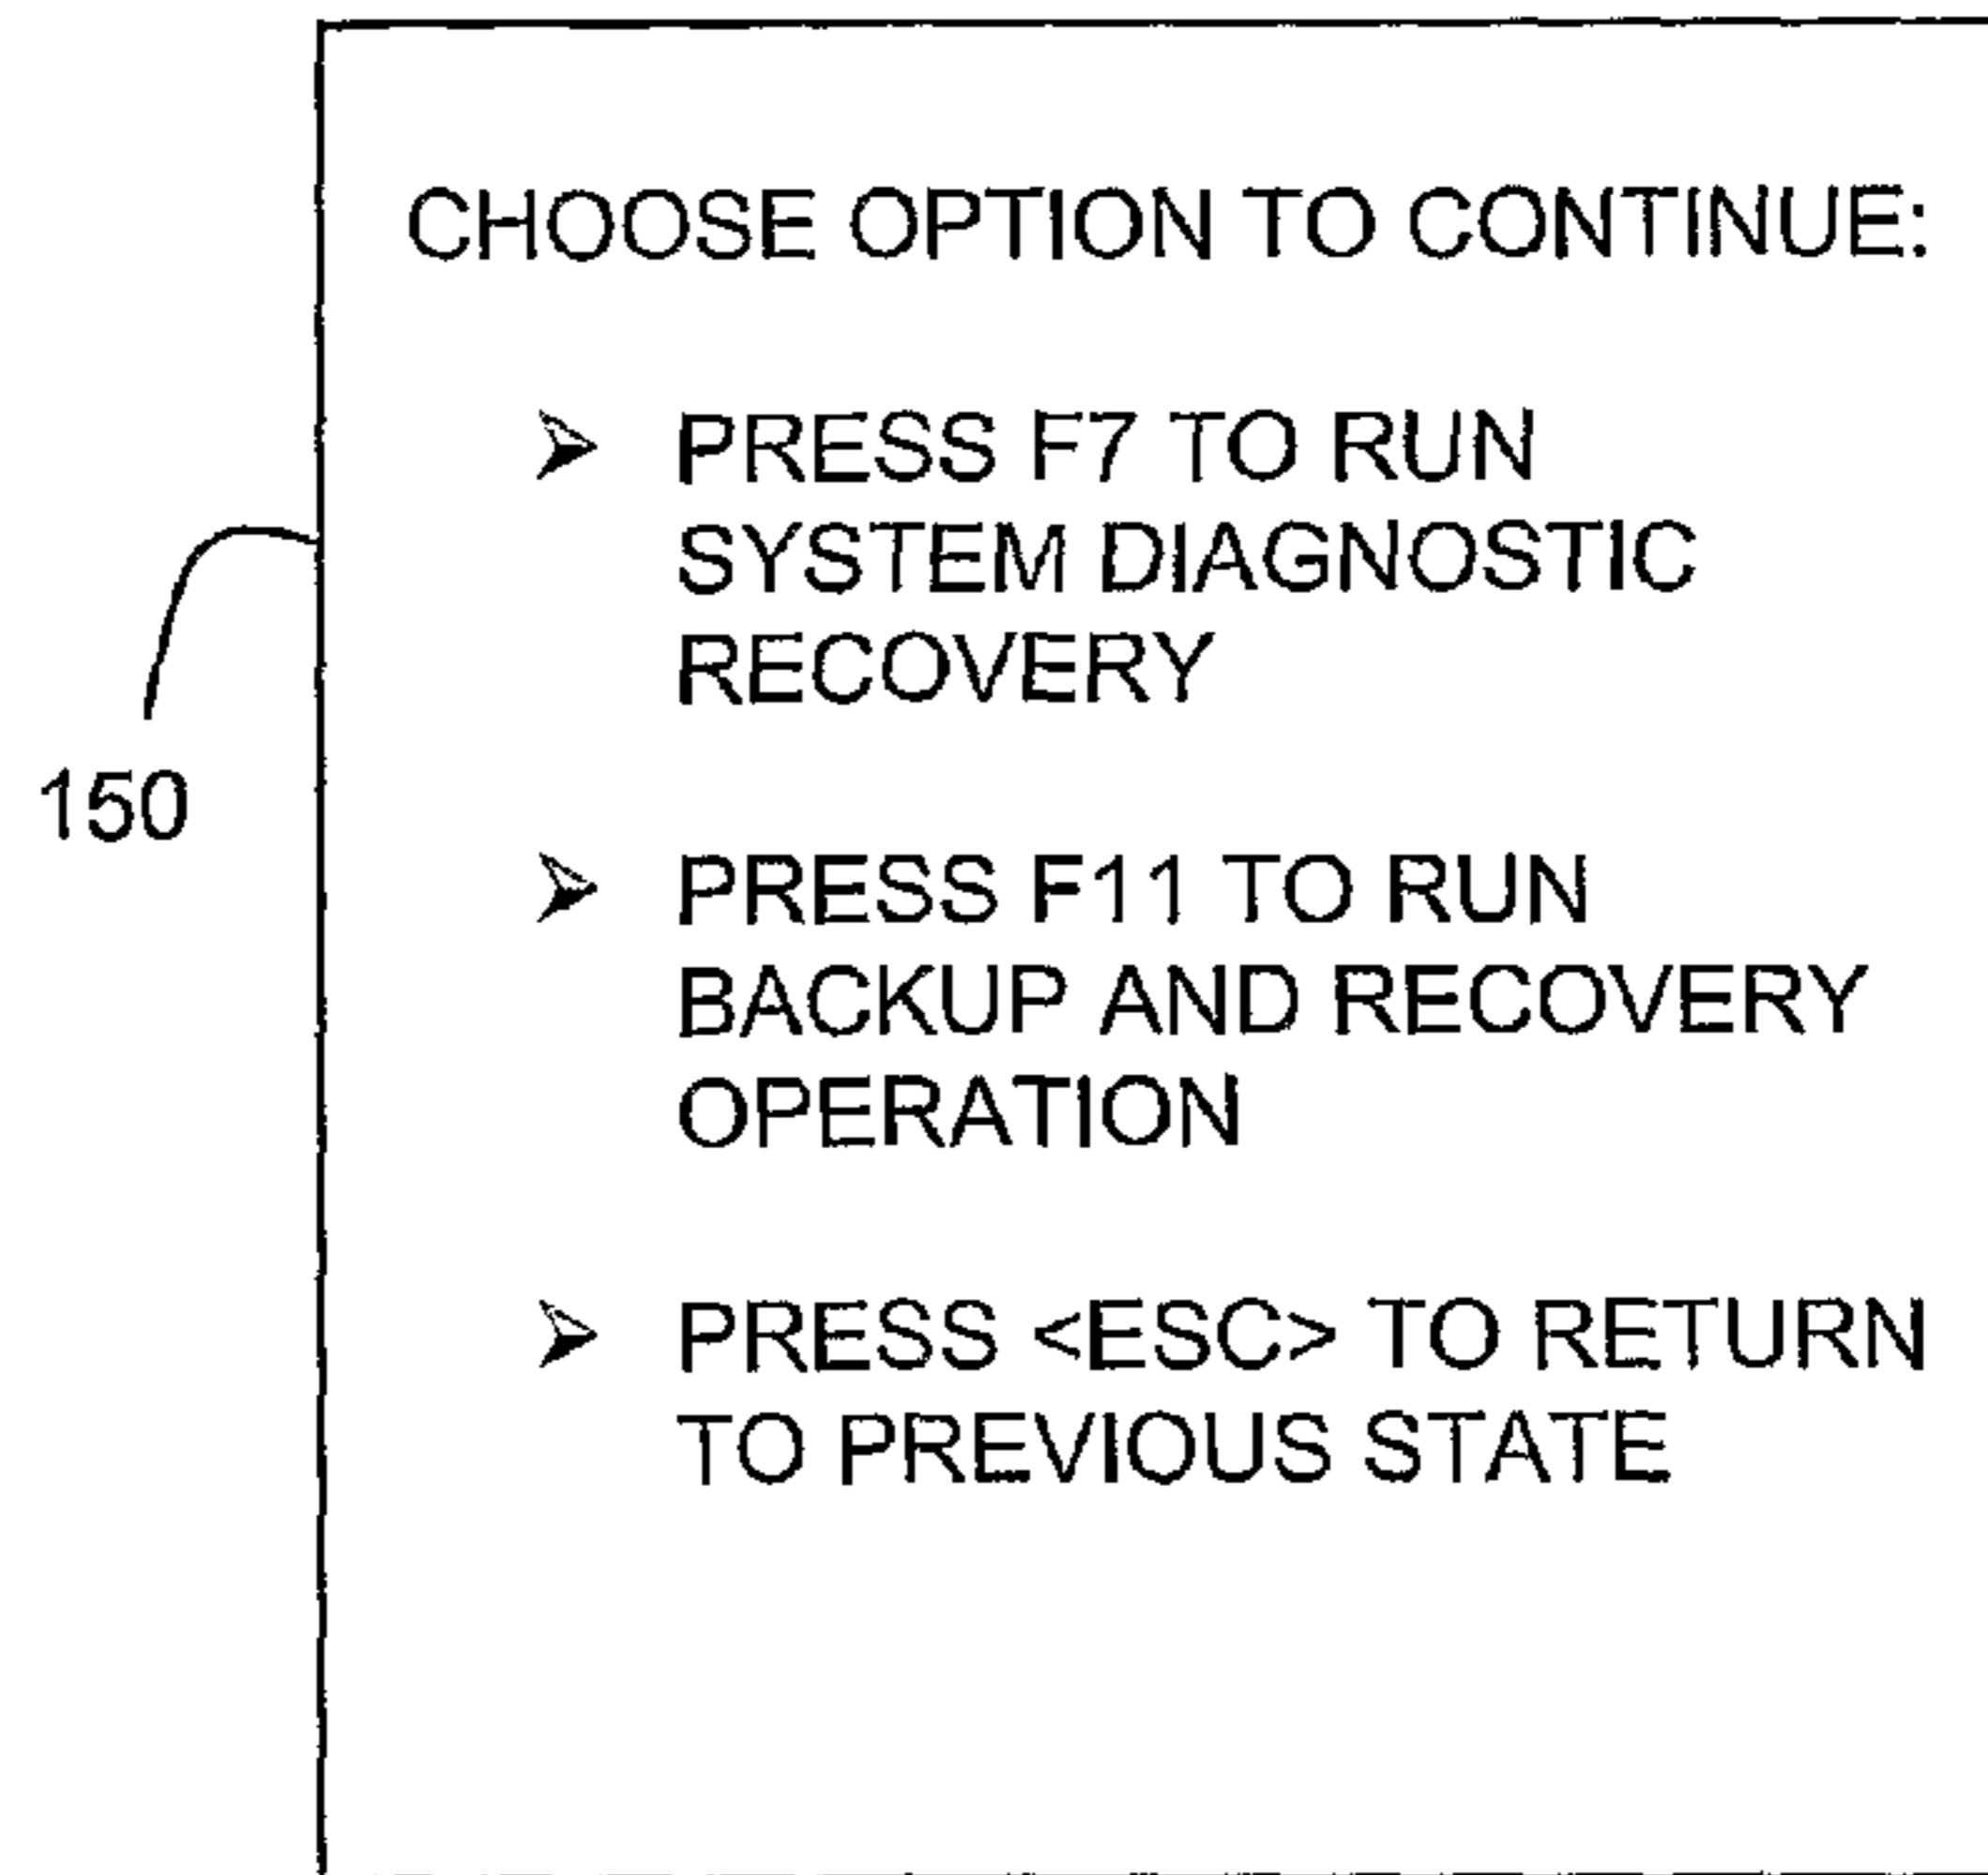 CHOOSE OPTION TO CONTINUE:
➢ PRESS F7 TO RUN
SYSTEM DIAGNOSTIC
RECOVERY
150
➢ PRESS F11 TO RUN
BACKUP AND RECOVERY
OPERATION
➢ PRESS <ESC> TO RETURN
TO PREVIOUS STATE